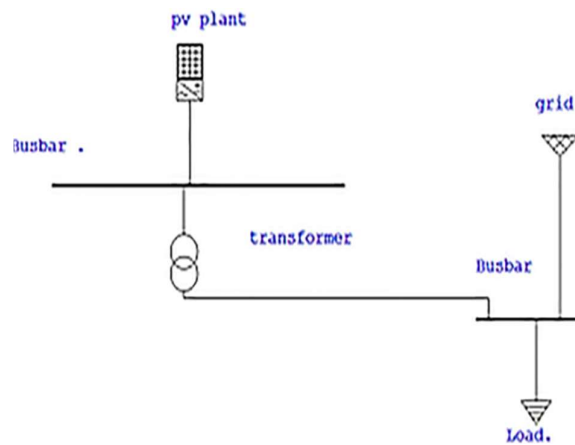 pv plant
grid
Busbar .
transformer
Busbar
Load.